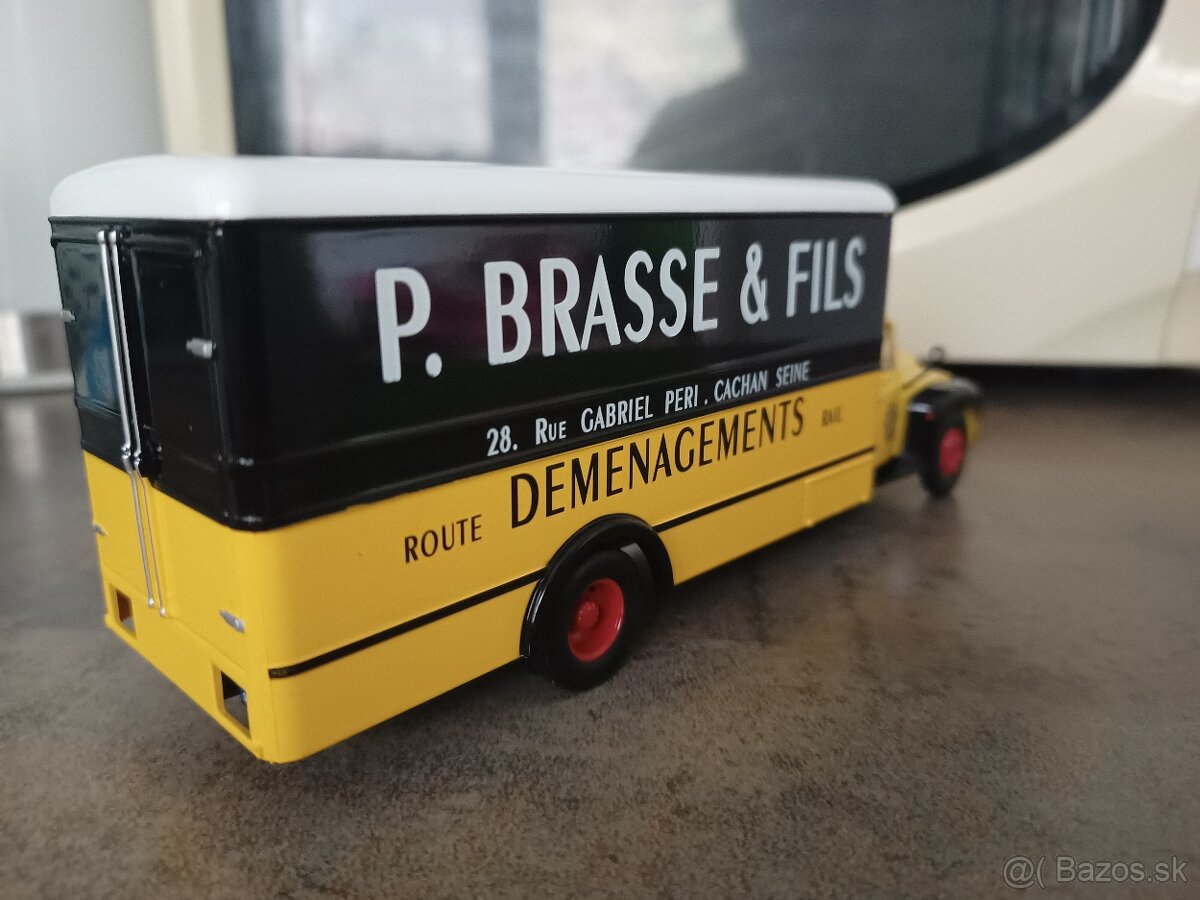 P. BRASSE & FILS
28. RUE GABRIEL PERI . CACHAN SEINE
ROUTE DEMENAGEMENTS RAIL
@( Bazos.sk